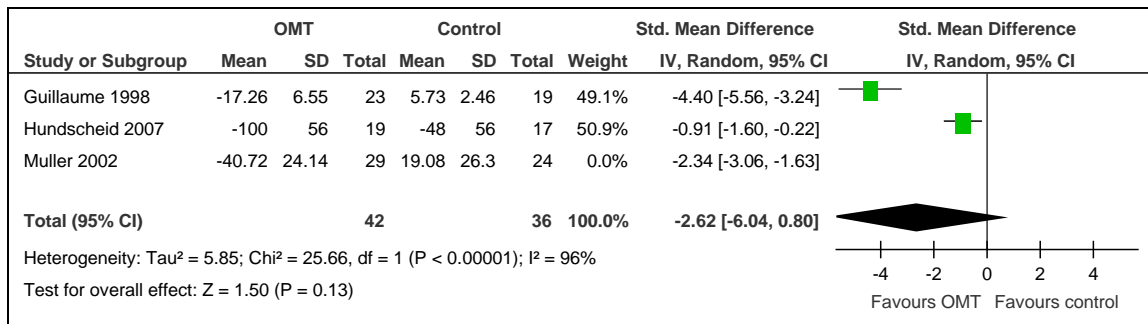 OMT Control Std. Mean Difference Std. Mean Difference
Study or Subgroup Mean SD Total Mean SD Total Weight IV, Random, 95% CI IV, Random, 95% CI
Guillaume 1998 -17.26 6.55 23 5.73 2.46 19 49.1% -4.40 [-5.56, -3.24]
Hundscheid 2007 -100 56 19 -48 56 17 50.9% -0.91 [-1.60, -0.22]
Muller 2002 -40.72 24.14 29 19.08 26.3 24 0.0% -2.34 [-3.06, -1.63]
Total (95% CI) 42 36 100.0% -2.62 [-6.04, 0.80]
Heterogeneity: Tau² = 5.85; Chi² = 25.66, df = 1 (P < 0.00001); I² = 96%
Test for overall effect: Z = 1.50 (P = 0.13)
-4 -2 0 2 4
Favours OMT Favours control